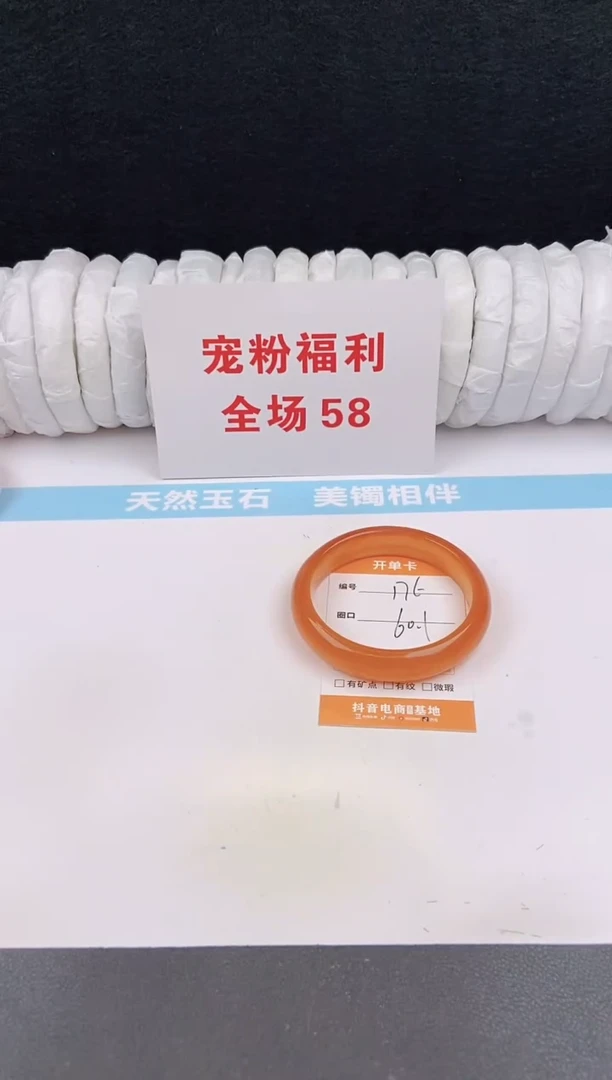 宠粉福利
全场58
天然玉石 美镯相伴
开单卡
编号
圈口 60.1
□有矿点 □有纹 □微瑕
抖音电商 基地